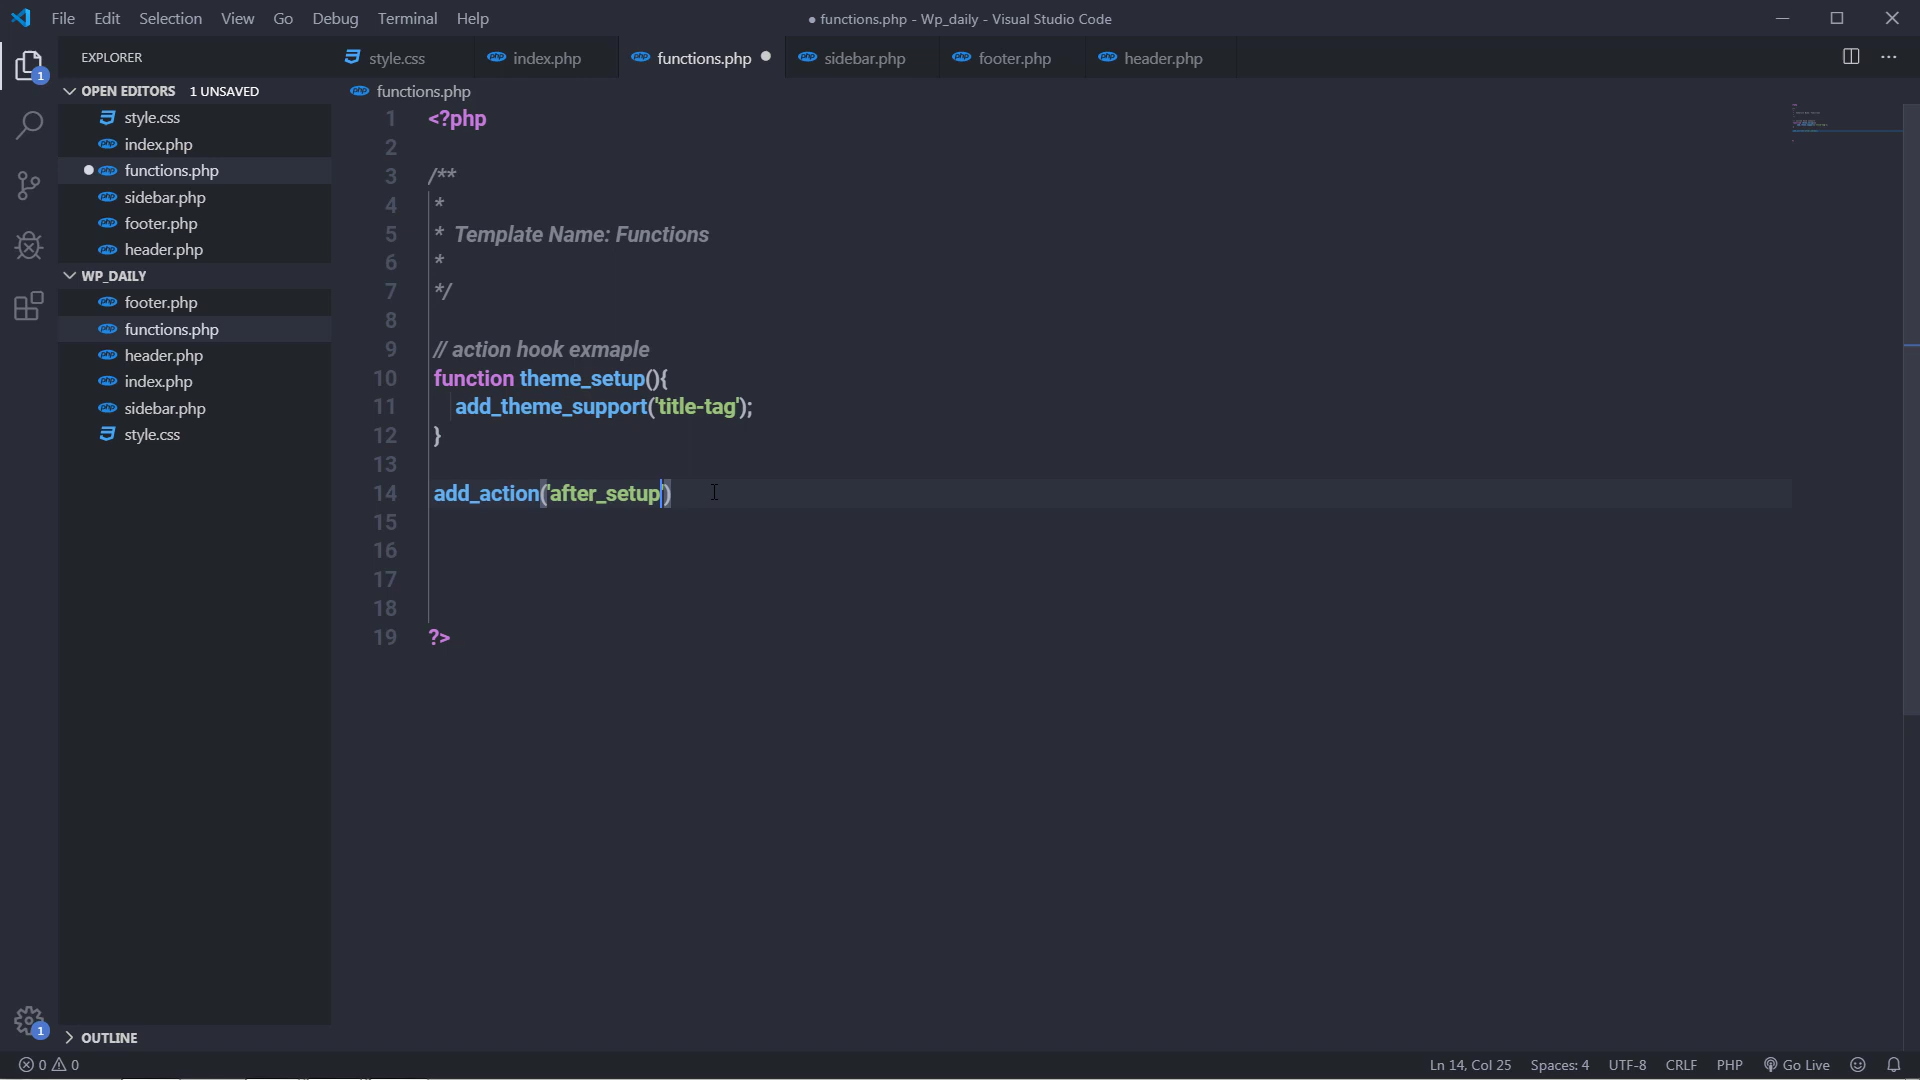 File Edit Selection View Go Debug Terminal Help
● functions.php - Wp_daily - Visual Studio Code
EXPLORER
style.css
index.php
functions.php
sidebar.php
footer.php
header.php
1
OPEN EDITORS 1 UNSAVED
style.css
index.php
functions.php
sidebar.php
footer.php
header.php
WP_DAILY
footer.php
functions.php
header.php
index.php
sidebar.php
style.css
OUTLINE
1
functions.php
1 <?php
2
3 /**
4 *
5 * Template Name: Functions
6 *
7 */
8
9 // action hook exmaple
10 function theme_setup(){
11 add_theme_support('title-tag');
12 }
13
14 add_action('after_setup')
15
16
17
18
19 ?>
0 0
Ln 14, Col 25 Spaces: 4 UTF-8 CRLF PHP Go Live